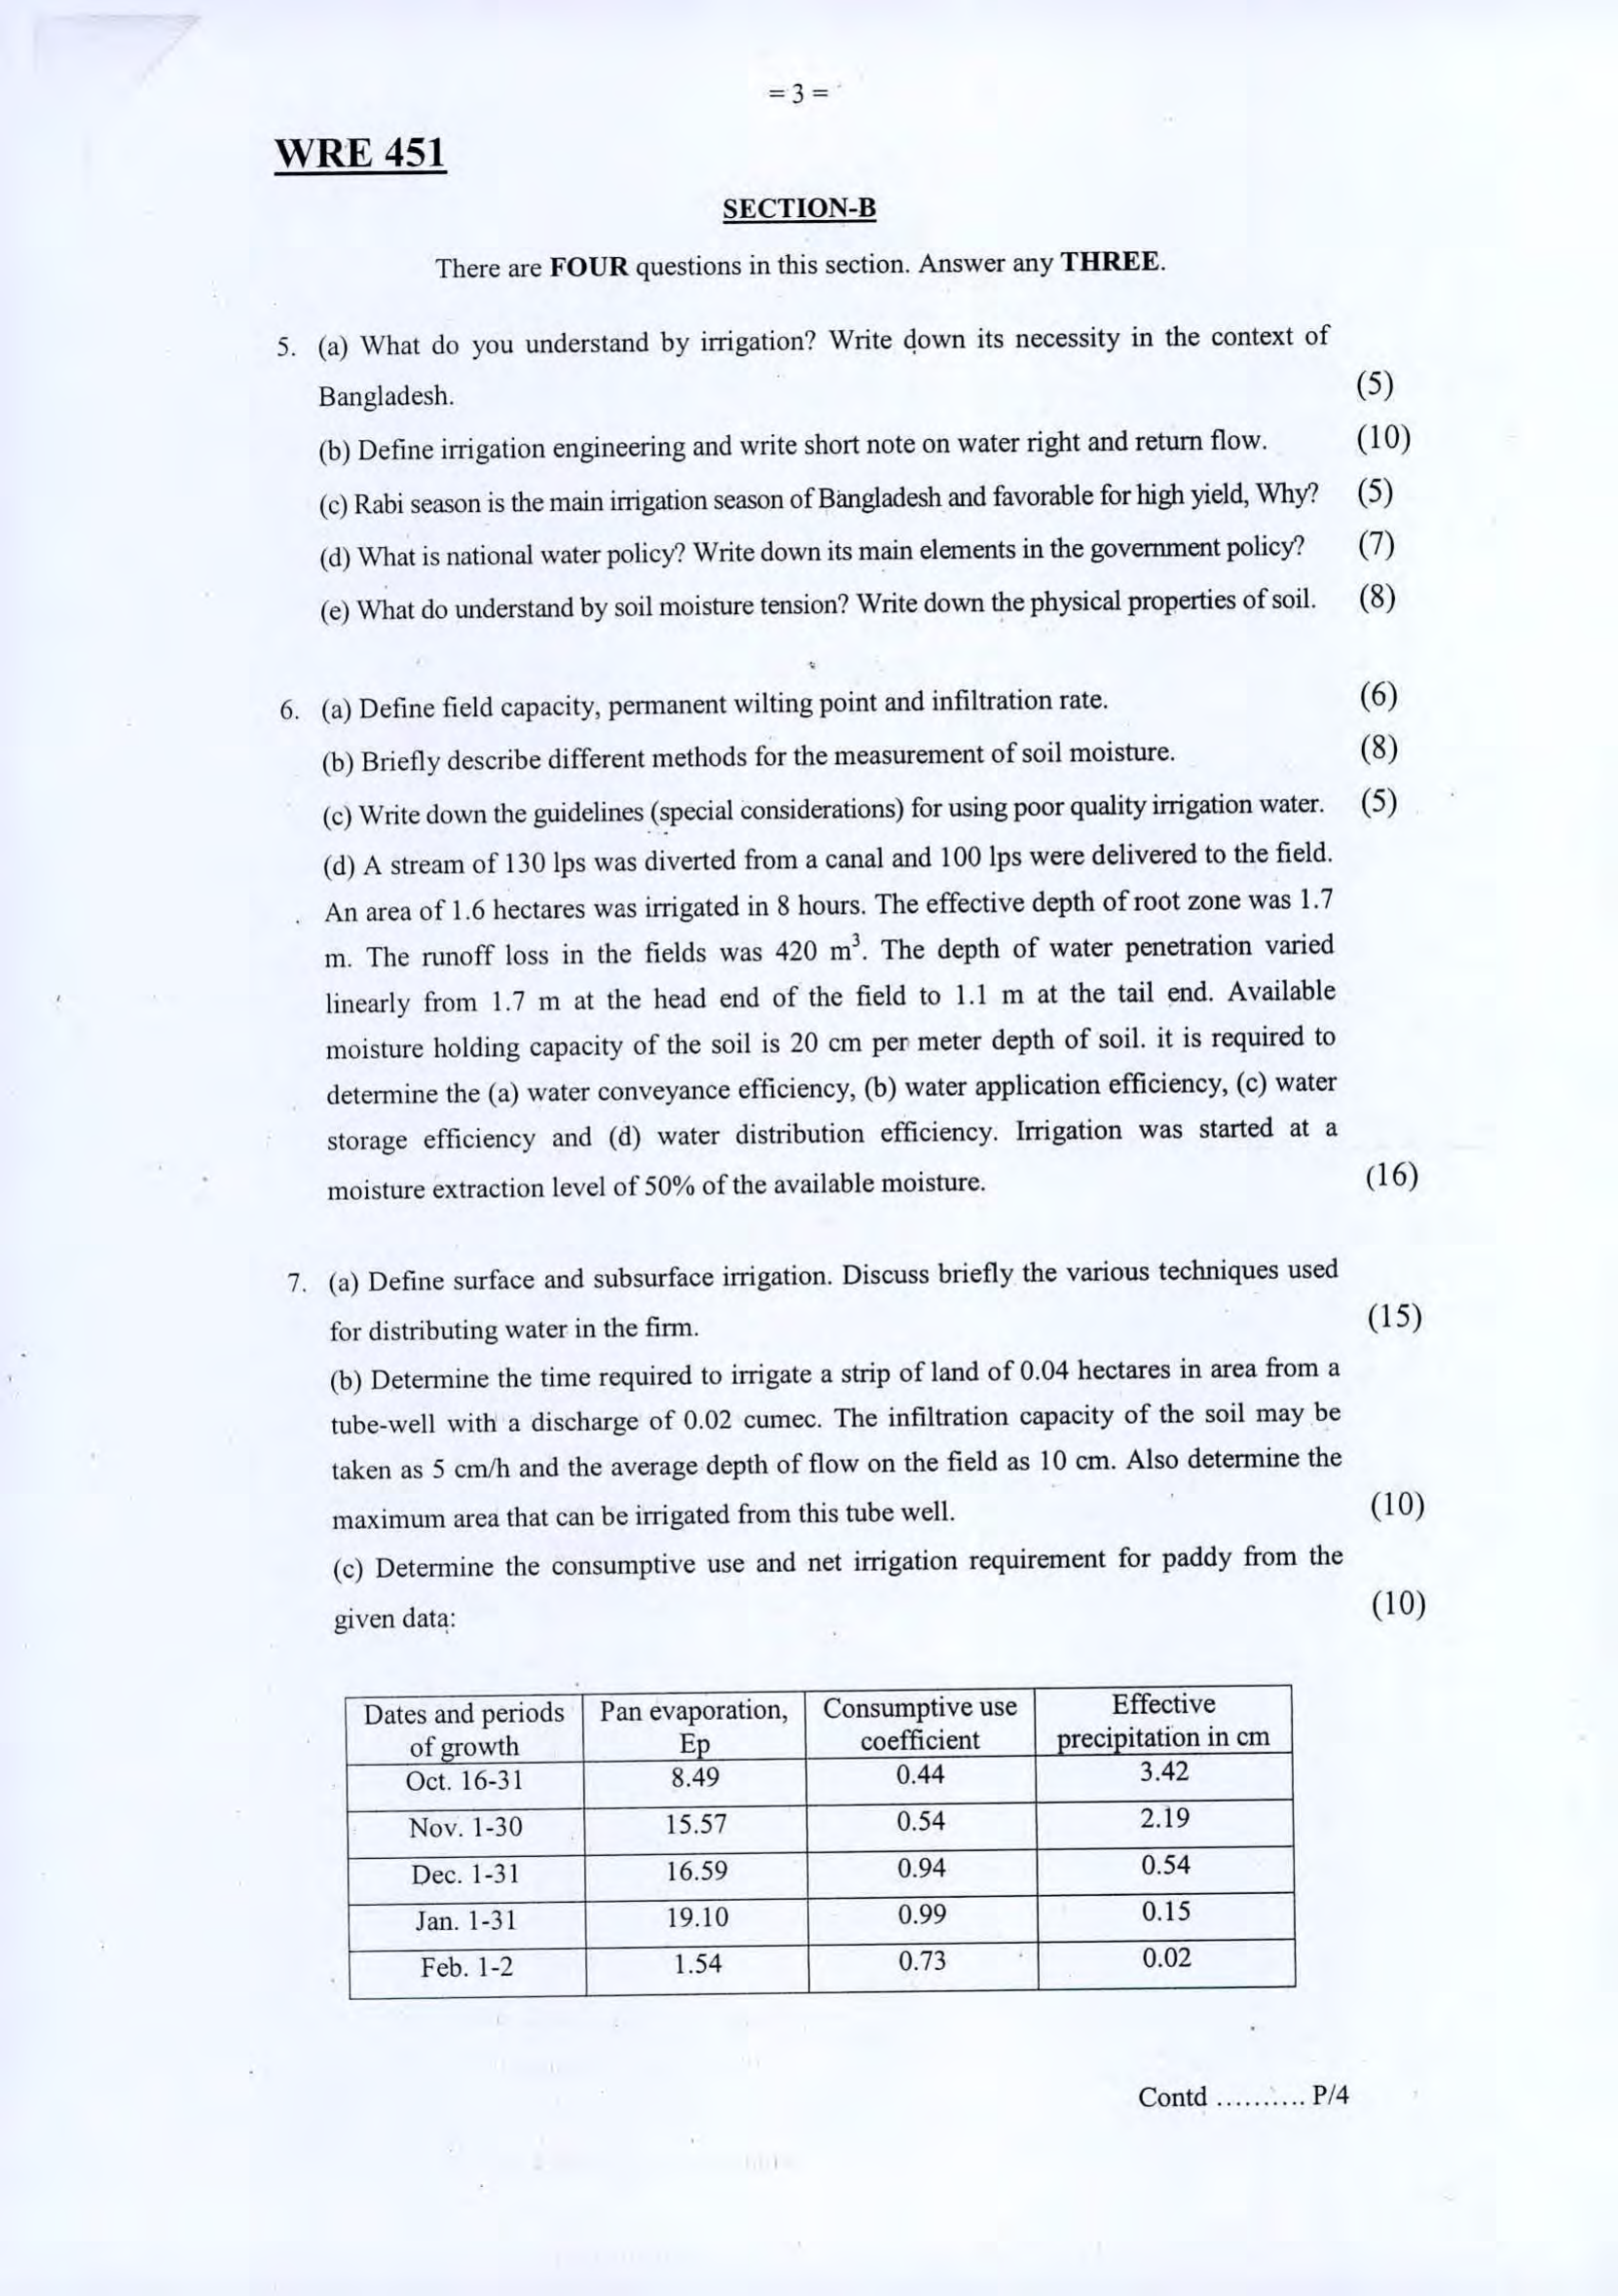 = 3 =
WRE 451
SECTION-B
There are FOUR questions in this section. Answer any THREE.
5. (a) What do you understand by irrigation? Write down its necessity in the context of
Bangladesh. (5)
(b) Define irrigation engineering and write short note on water right and return flow. (10)
(c) Rabi season is the main irrigation season of Bangladesh and favorable for high yield, Why? (5)
(d) What is national water policy? Write down its main elements in the government policy? (7)
(e) What do understand by soil moisture tension? Write down the physical properties of soil. (8)
6. (a) Define field capacity, permanent wilting point and infiltration rate. (6)
(b) Briefly describe different methods for the measurement of soil moisture. (8)
(c) Write down the guidelines (special considerations) for using poor quality irrigation water. (5)
(d) A stream of 130 lps was diverted from a canal and 100 lps were delivered to the field.
An area of 1.6 hectares was irrigated in 8 hours. The effective depth of root zone was 1.7
m. The runoff loss in the fields was 420 m³. The depth of water penetration varied
linearly from 1.7 m at the head end of the field to 1.1 m at the tail end. Available
moisture holding capacity of the soil is 20 cm per meter depth of soil. it is required to
determine the (a) water conveyance efficiency, (b) water application efficiency, (c) water
storage efficiency and (d) water distribution efficiency. Irrigation was started at a
moisture extraction level of 50% of the available moisture. (16)
7. (a) Define surface and subsurface irrigation. Discuss briefly the various techniques used
for distributing water in the firm. (15)
(b) Determine the time required to irrigate a strip of land of 0.04 hectares in area from a
tube-well with a discharge of 0.02 cumec. The infiltration capacity of the soil may be
taken as 5 cm/h and the average depth of flow on the field as 10 cm. Also determine the
maximum area that can be irrigated from this tube well. (10)
(c) Determine the consumptive use and net irrigation requirement for paddy from the
given data: (10)
Dates and periods of growth Pan evaporation, Ep Consumptive use coefficient Effective precipitation in cm
Oct. 16-31 8.49 0.44 3.42
Nov. 1-30 15.57 0.54 2.19
Dec. 1-31 16.59 0.94 0.54
Jan. 1-31 19.10 0.99 0.15
Feb. 1-2 1.54 0.73 0.02
Contd .......... P/4